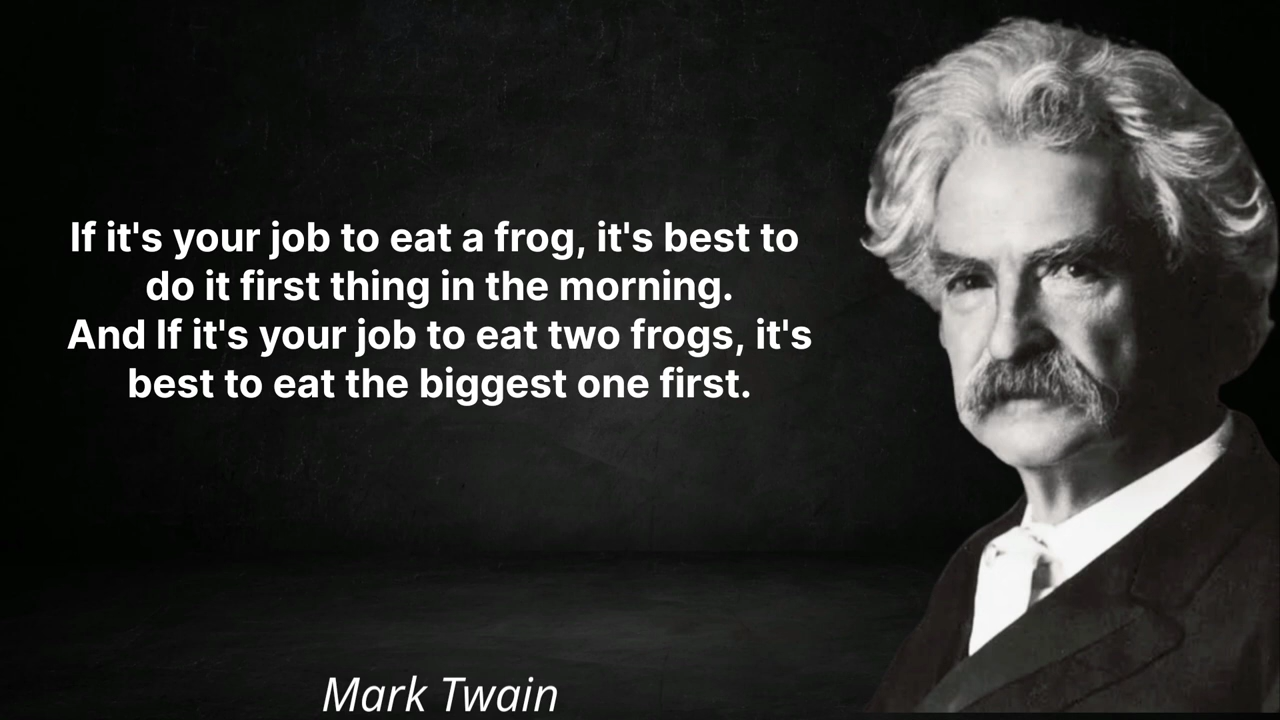 If it's your job to eat a frog, it's best to
do it first thing in the morning.
And If it's your job to eat two frogs, it's
best to eat the biggest one first.
Mark Twain